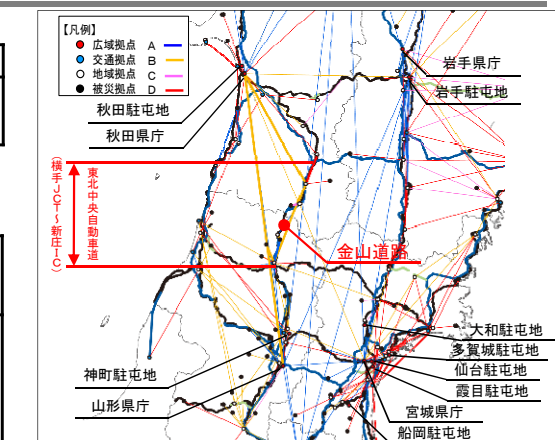 【凡例】
広域拠点 A
交通拠点 B
地域拠点 C
被災拠点 D
岩手県庁
岩手駐屯地
秋田駐屯地
秋田県庁
東北中央自動車道
(横手JCT～新庄IC)
金山道路
大和駐屯地
多賀城駐屯地
仙台駐屯地
霞目駐屯地
宮城県庁
船岡駐屯地
神町駐屯地
山形県庁